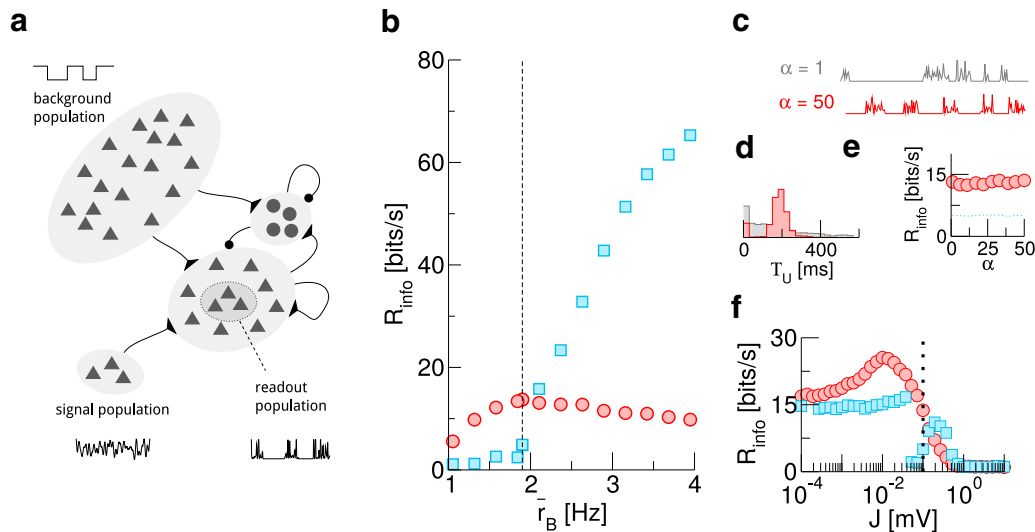 a
background
population
signal population
readout
population
b
R_info [bits/s]
80
60
40
20
0
1
2
3
4
r̄_B [Hz]
c
α = 1
α = 50
d
0
400
T_U [ms]
e
R_info [bits/s]
15
0
0
25
50
α
f
R_info [bits/s]
30
15
0
10^-4
10^-2
10^0
J [mV]